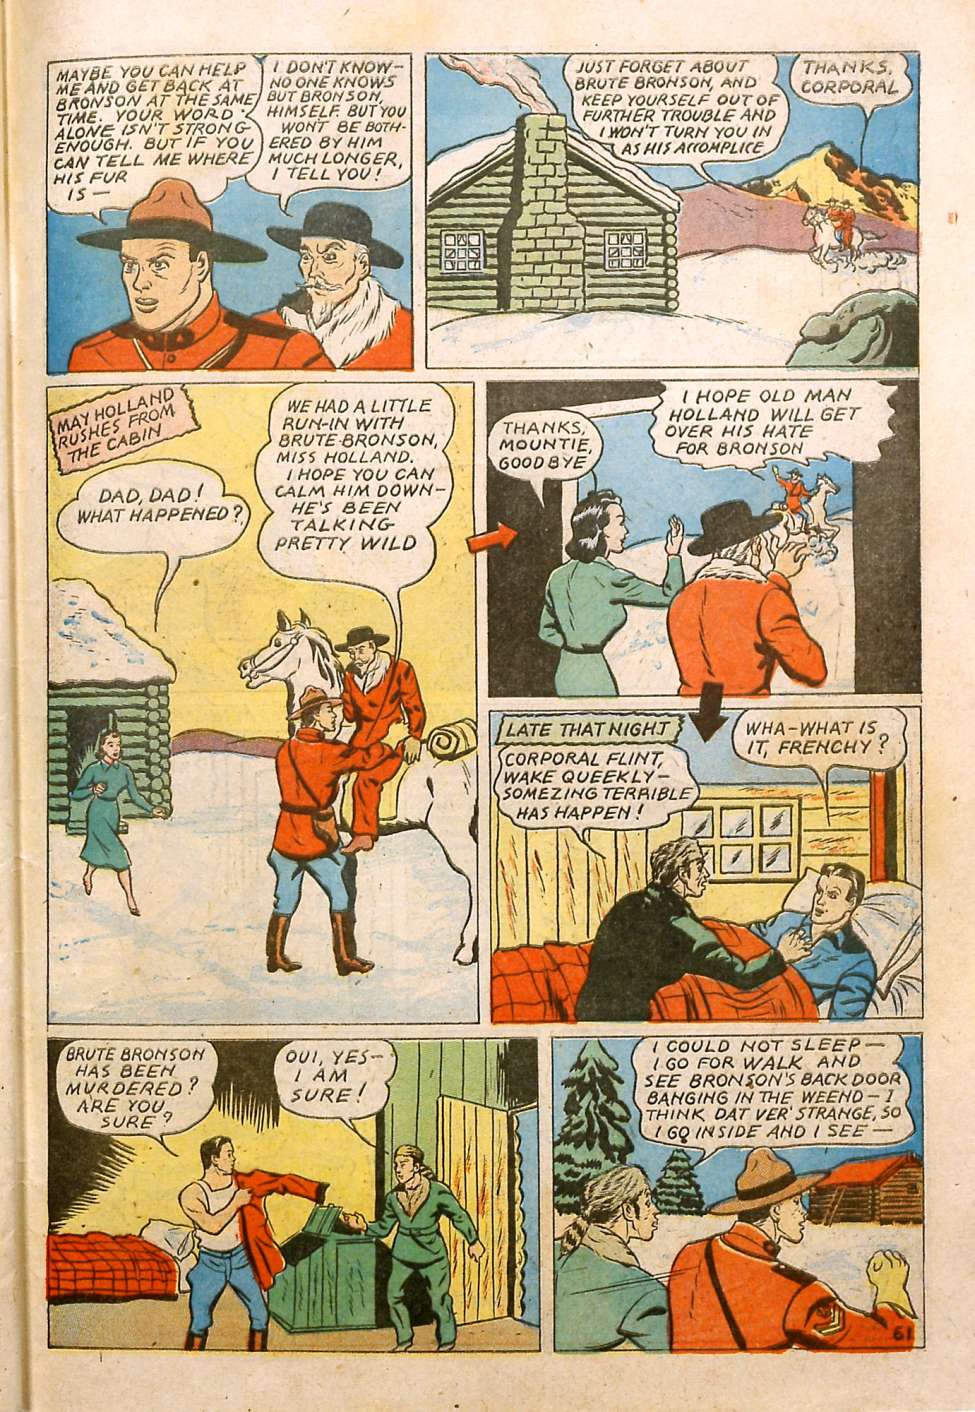 MAYBE YOU CAN HELP
ME AND GET BACK AT
BRONSON AT THE SAME
TIME. YOUR WORD
ALONE ISN'T STRONG
ENOUGH. BUT IF YOU
CAN TELL ME WHERE
HIS FUR
IS —
I DON'T KNOW —
NO ONE KNOWS
BUT BRONSON,
HIMSELF. BUT YOU
WON'T BE BOTH-
ERED BY HIM
MUCH LONGER,
I TELL YOU!
JUST FORGET ABOUT
BRUTE BRONSON, AND
KEEP YOURSELF OUT OF
FURTHER TROUBLE AND
I WON'T TURN YOU IN
AS HIS ACCOMPLICE
THANKS,
CORPORAL
MAY HOLLAND
RUSHES FROM
THE CABIN
DAD, DAD!
WHAT HAPPENED?
WE HAD A LITTLE
RUN-IN WITH
BRUTE BRONSON,
MISS HOLLAND.
I HOPE YOU CAN
CALM HIM DOWN —
HE'S BEEN
TALKING
PRETTY WILD
THANKS,
MOUNTIE,
GOODBYE
I HOPE OLD MAN
HOLLAND WILL GET
OVER HIS HATE
FOR BRONSON
LATE THAT NIGHT
CORPORAL FLINT,
WAKE QUEEKLY —
SOMEZING TERRIBLE
HAS HAPPEN!
WHA-WHAT IS
IT, FRENCHY?
BRUTE BRONSON
HAS BEEN
MURDERED?
ARE YOU
SURE?
OUI, YES —
I AM
SURE!
I COULD NOT SLEEP —
I GO FOR WALK AND
SEE BRONSON'S BACK DOOR
BANGING IN THE WEEND — I
THINK DAT VER' STRANGE, SO
I GO INSIDE AND I SEE —
61